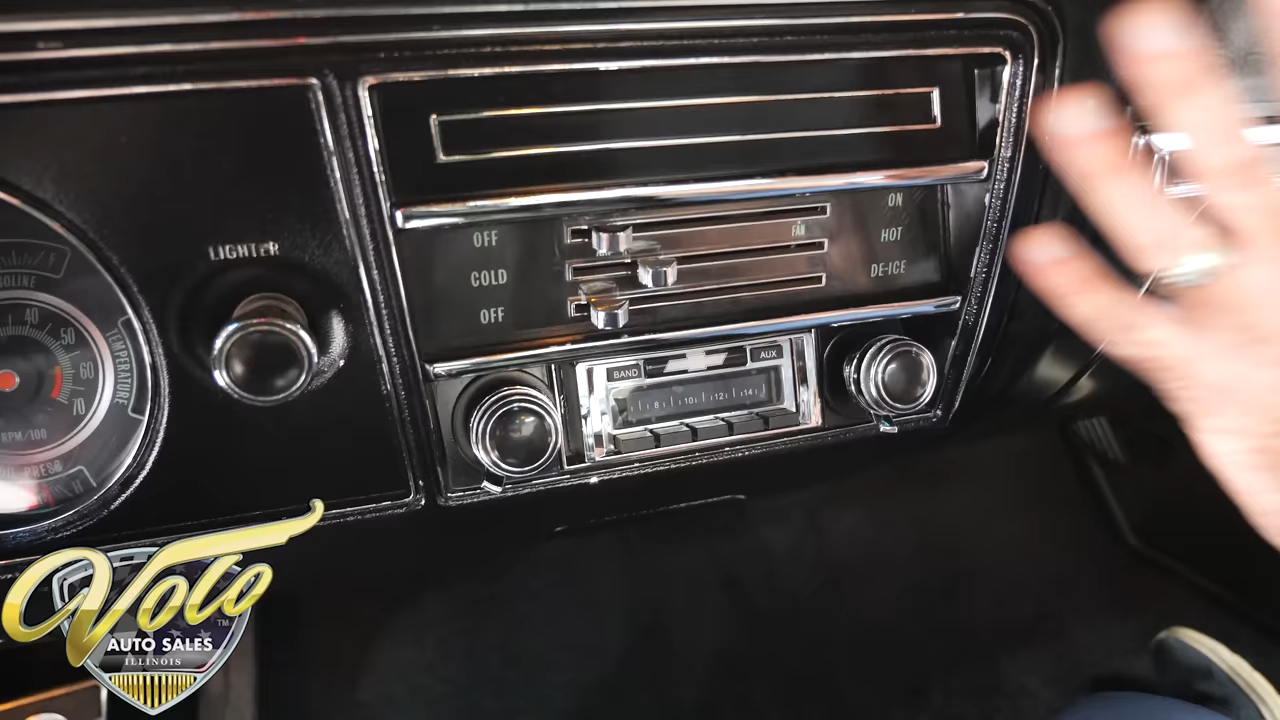 LIGHTER
F
40
50
60
70
TEMPERATURE
RPM/100
OFF
COLD
OFF
FAN
ON
HOT
DE-ICE
BAND
AUX
8 10 12 14
Volo
TM
AUTO SALES
ILLINOIS